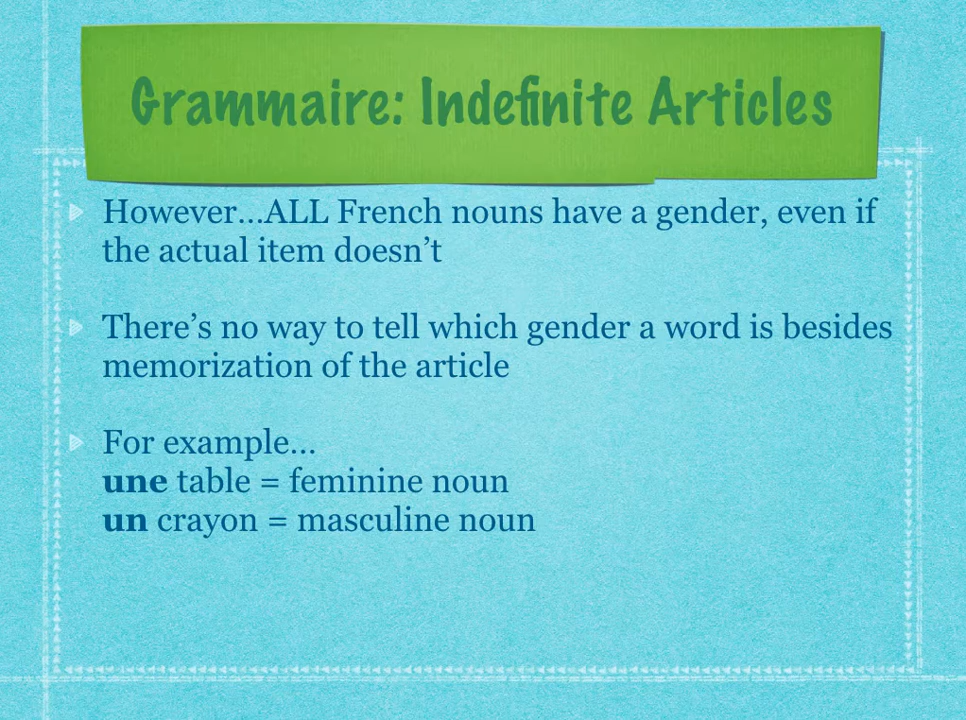 Grammaire: Indefinite Articles
However...ALL French nouns have a gender, even if
the actual item doesn’t
There’s no way to tell which gender a word is besides
memorization of the article
For example...
une table = feminine noun
un crayon = masculine noun